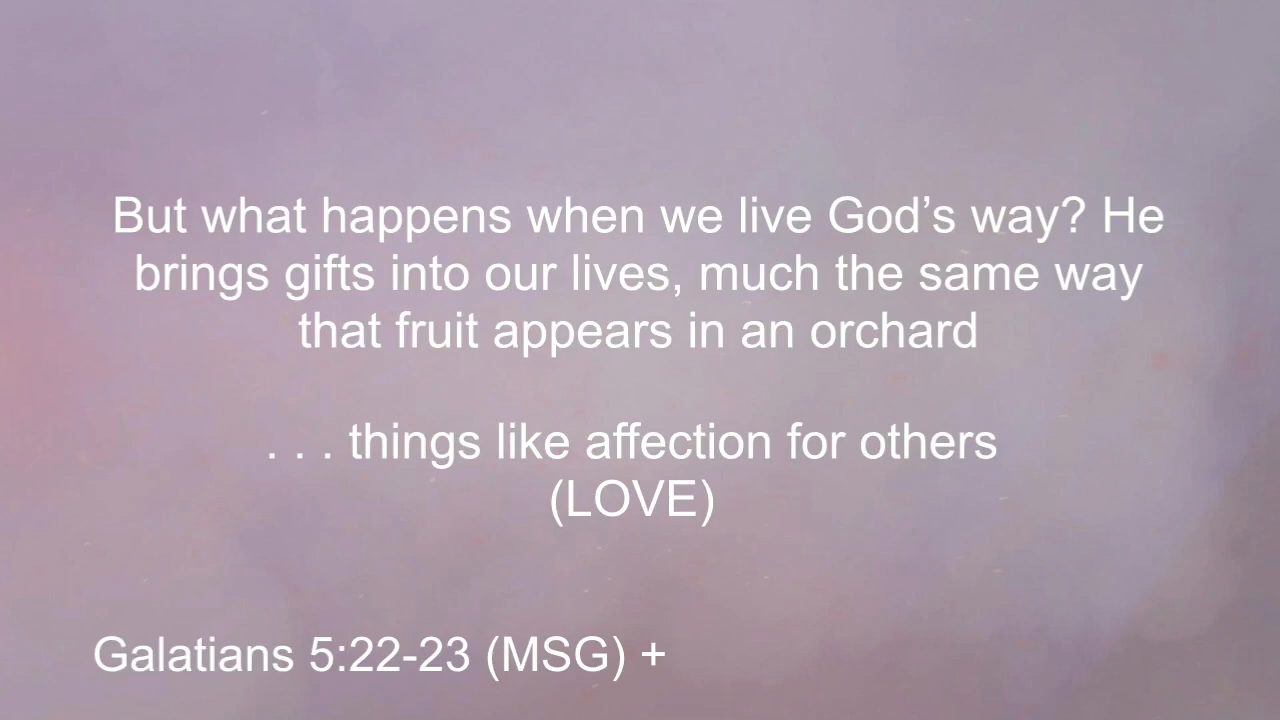 But what happens when we live God’s way? He
brings gifts into our lives, much the same way
that fruit appears in an orchard
. . . things like affection for others
(LOVE)
Galatians 5:22-23 (MSG) +